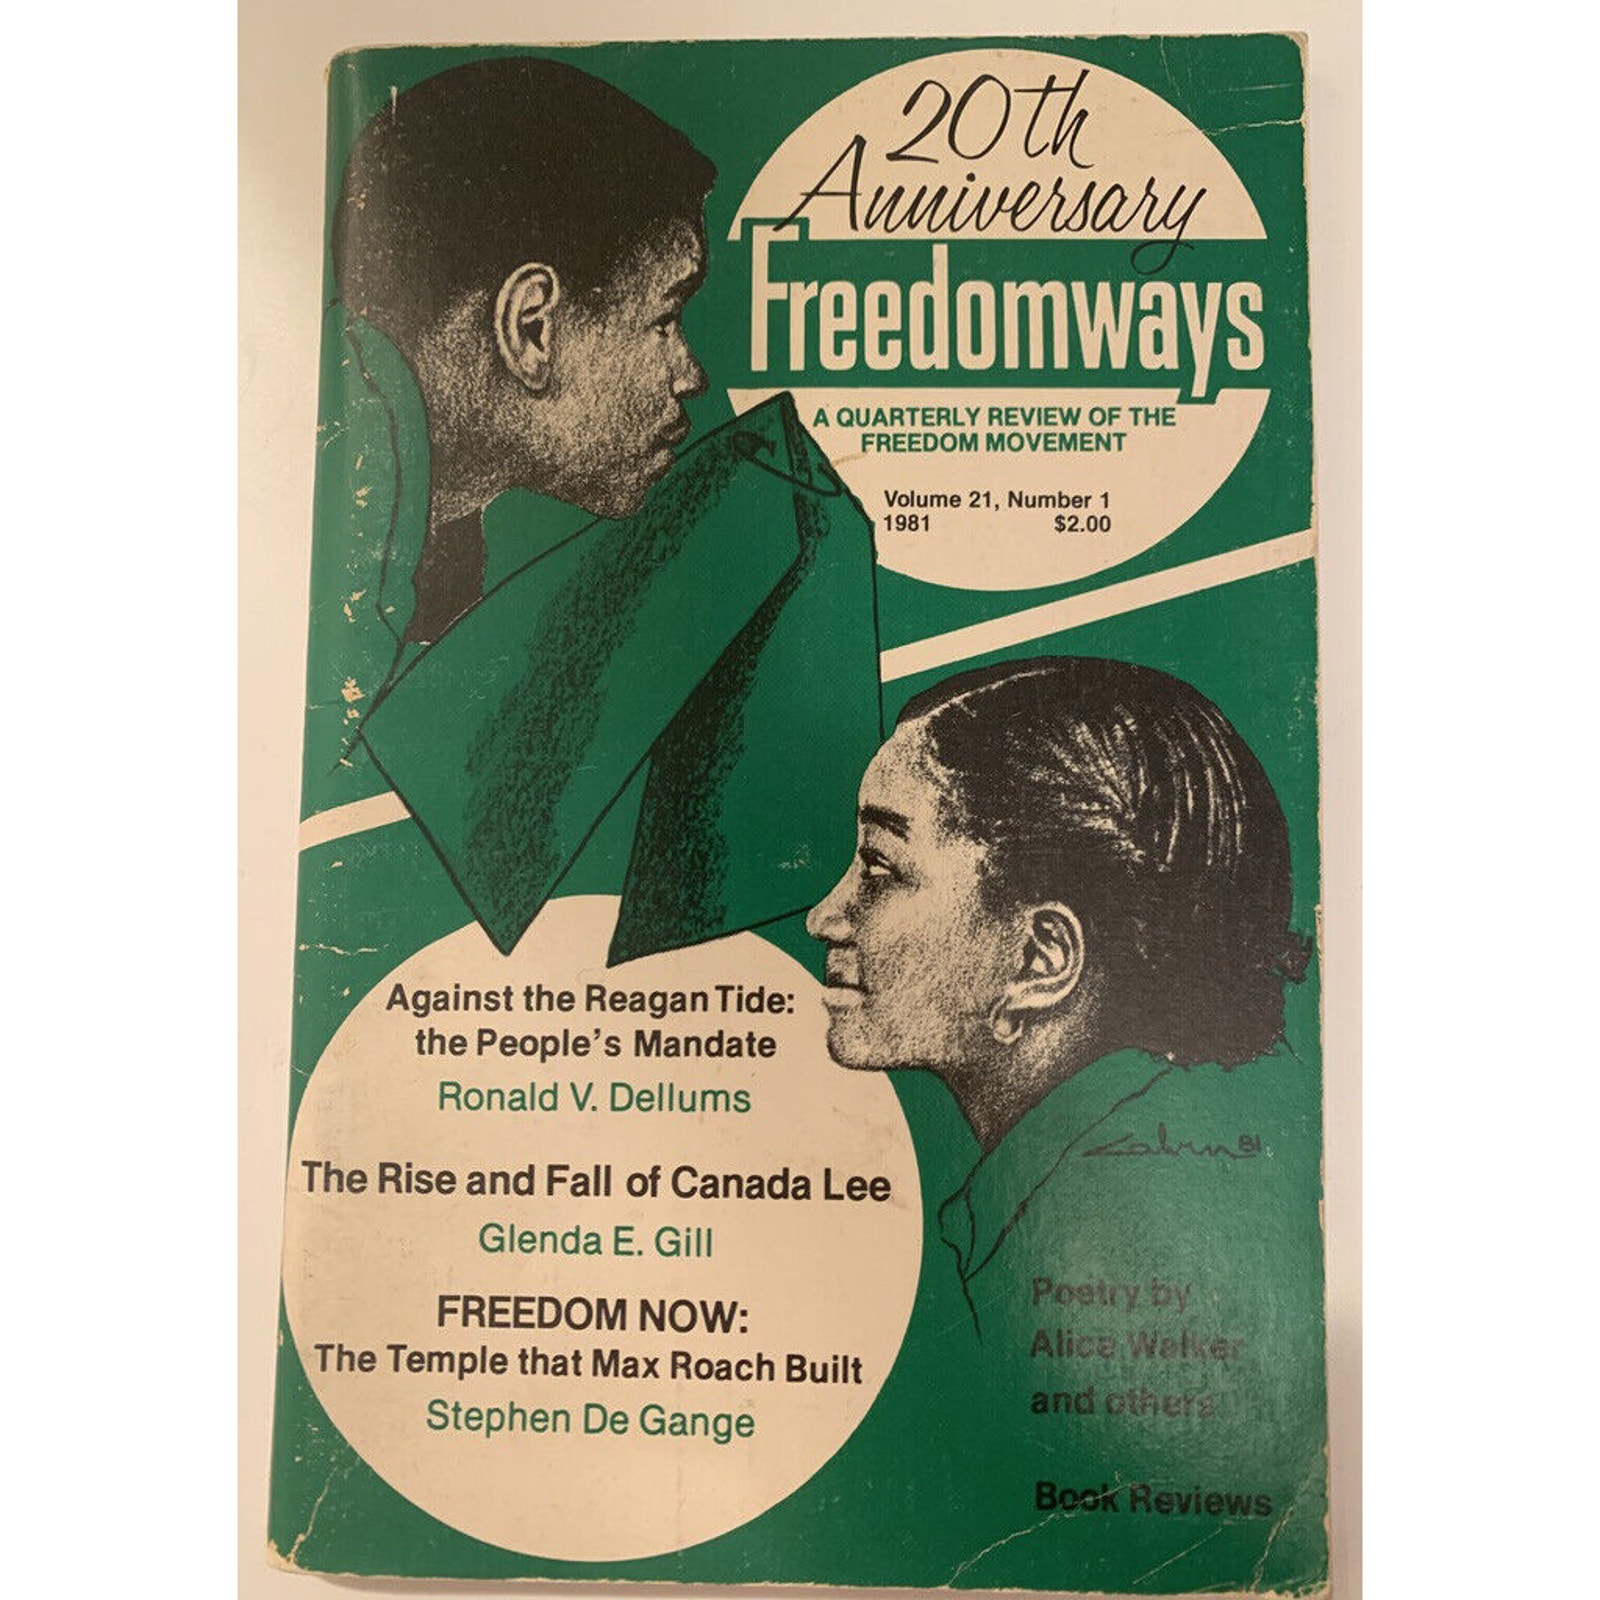 20th
Anniversary
Freedomways
A QUARTERLY REVIEW OF THE
FREEDOM MOVEMENT
Volume 21, Number 1
1981 $2.00
Against the Reagan Tide:
the People's Mandate
Ronald V. Dellums
The Rise and Fall of Canada Lee
Glenda E. Gill
FREEDOM NOW:
The Temple that Max Roach Built
Stephen De Gange
81
Poetry by
Alice Walker
and others
Book Reviews